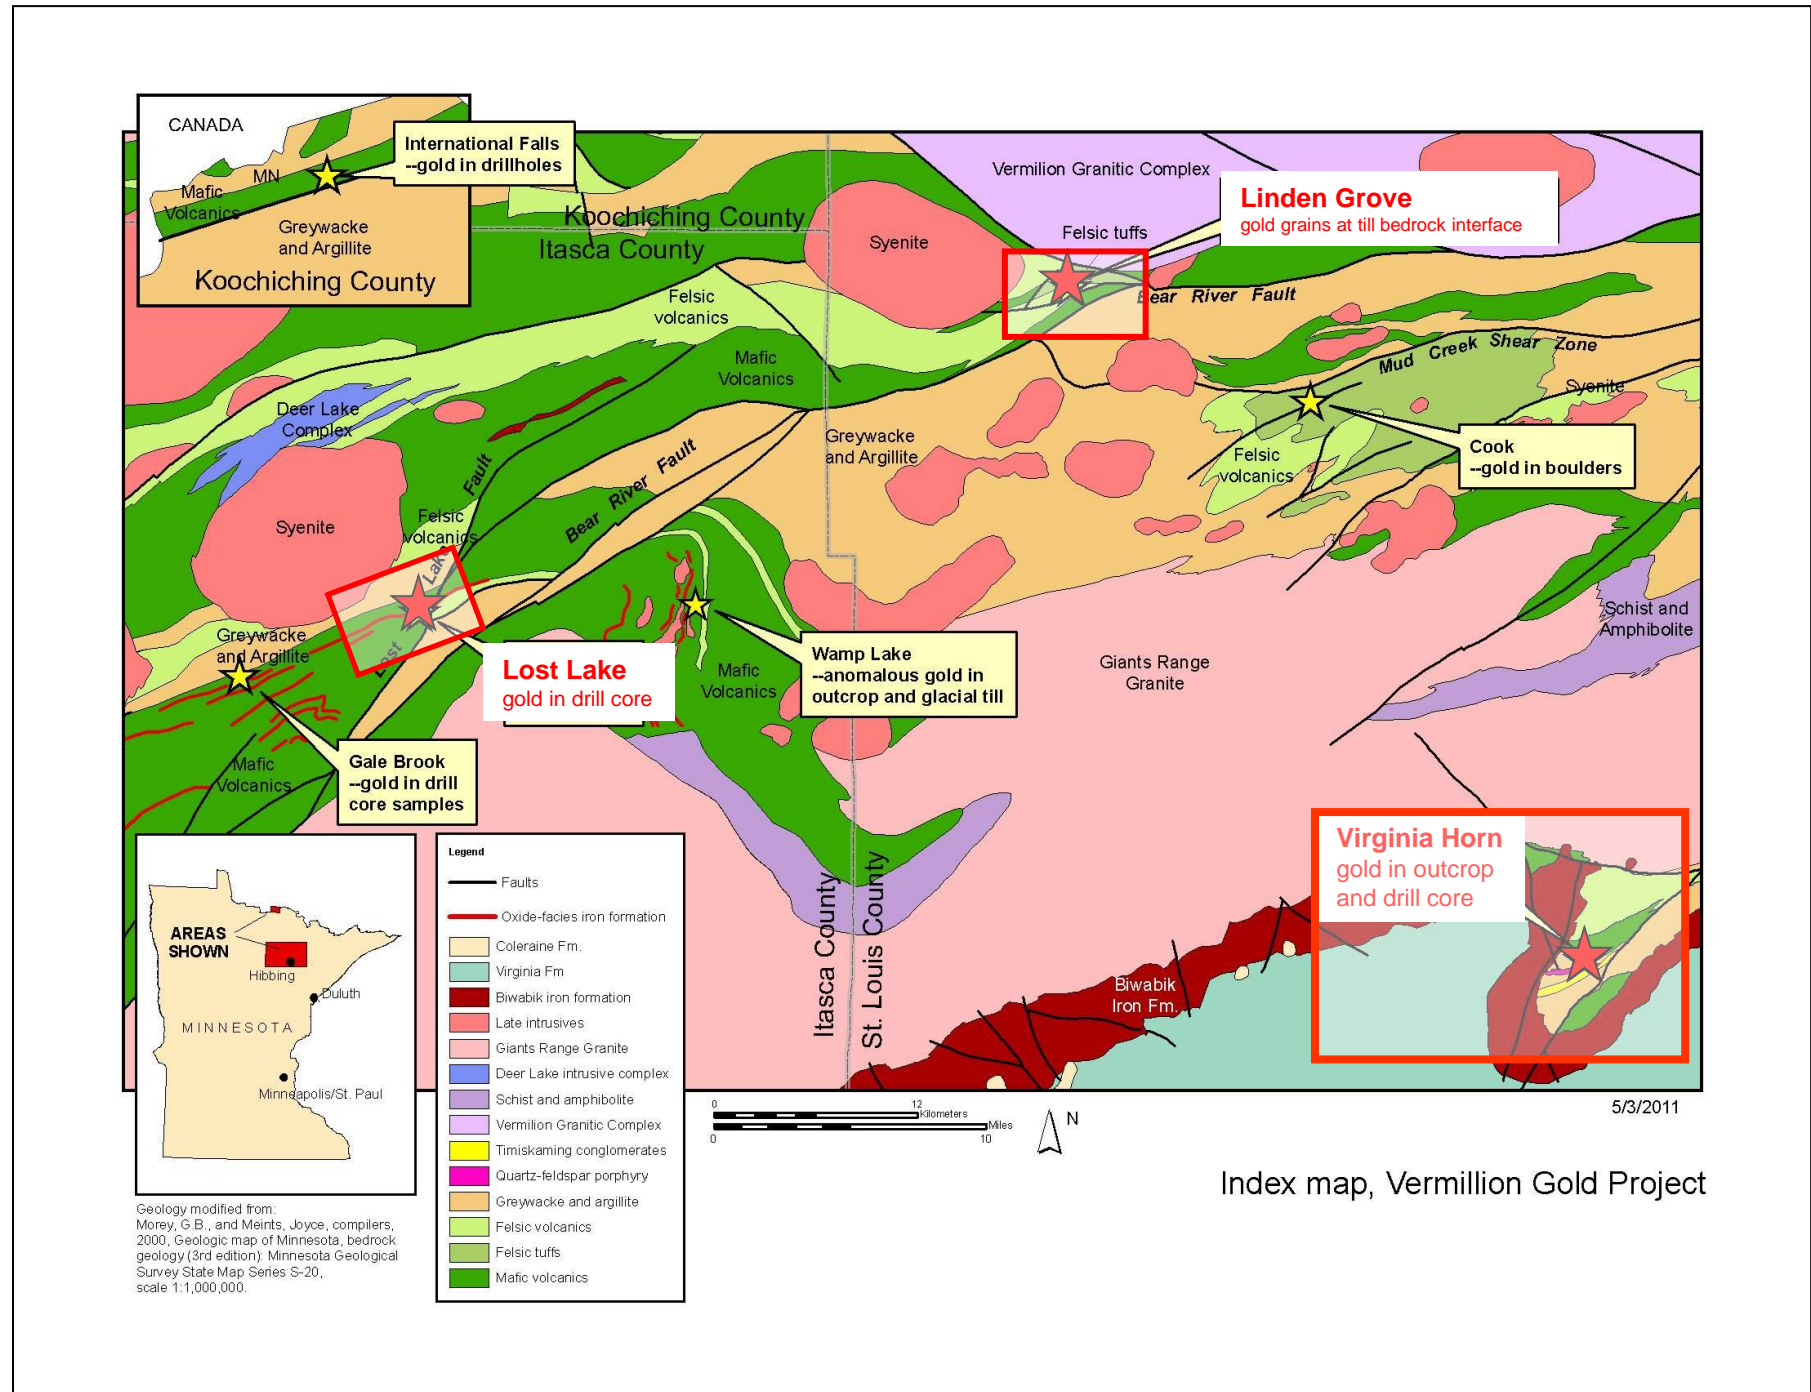 CANADA
MN
Mafic
Volcanics
Greywacke
and Argillite
Koochiching County
International Falls
--gold in drillholes
Koochiching County
Itasca County
Vermilion Granitic Complex
Linden Grove
gold grains at till bedrock interface
Felsic tuffs
Syenite
Bear River Fault
Felsic
volcanics
Mafic
Volcanics
Mud Creek Shear Zone
Syenite
Deer Lake
Complex
Greywacke
and Argillite
Felsic
volcanics
Cook
--gold in boulders
Syenite
Felsic
Volcanics
Lost Lake Fault
Bear River Fault
Greywacke
and Argillite
Lost Lake
gold in drill core
Mafic
Volcanics
Wamp Lake
--anomalous gold in
outcrop and glacial till
Giants Range
Granite
Schist and
Amphibolite
Gale Brook
--gold in drill
core samples
Mafic
Volcanics
Itasca County
St. Louis County
Virginia Horn
gold in outcrop
and drill core
Biwabik
Iron Fm.
AREAS
SHOWN
Hibbing
Duluth
MINNESOTA
Minneapolis/St. Paul
Legend
Faults
Oxide-facies iron formation
Coleraine Fm.
Virginia Fm
Biwabik iron formation
Late intrusives
Giants Range Granite
Deer Lake intrusive complex
Schist and amphibolite
Vermilion Granitic Complex
Timiskaming conglomerates
Quartz-feldspar porphyry
Greywacke and argillite
Felsic volcanics
Felsic tuffs
Mafic volcanics
0 12
Kilometers
Miles
0 10
N
5/3/2011
Index map, Vermillion Gold Project
Geology modified from:
Morey, G.B., and Meints, Joyce, compilers,
2000, Geologic map of Minnesota, bedrock
geology (3rd edition): Minnesota Geological
Survey State Map Series S-20,
scale 1:1,000,000.